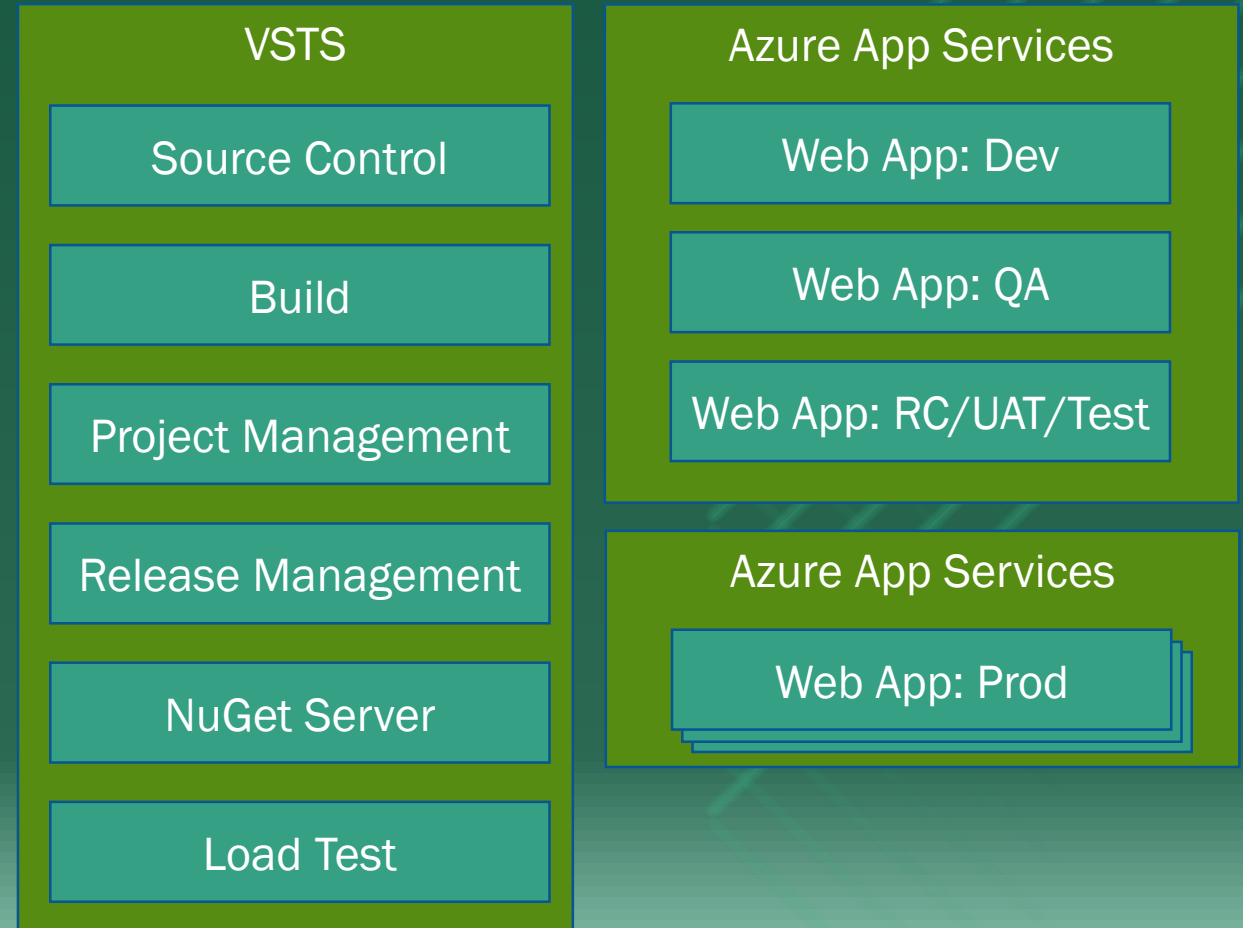 VSTS
Source Control
Build
Project Management
Release Management
NuGet Server
Load Test
Azure App Services
Web App: Dev
Web App: QA
Web App: RC/UAT/Test
Azure App Services
Web App: Prod